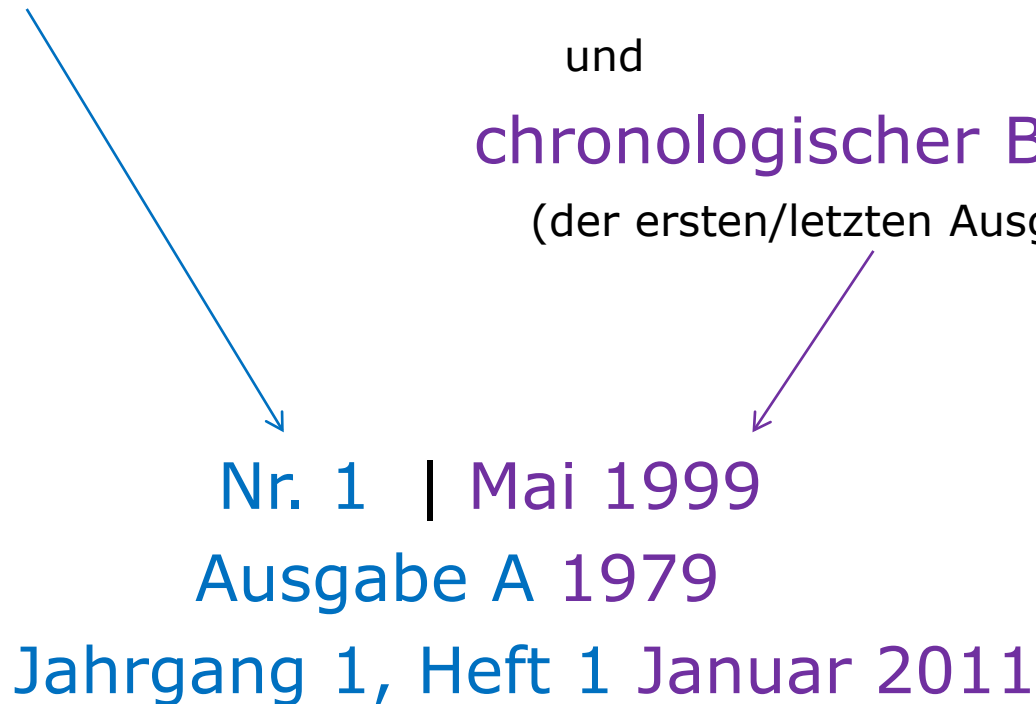 und
chronologischer B
(der ersten/letzten Ausg
Nr. 1 | Mai 1999
Ausgabe A 1979
Jahrgang 1, Heft 1 Januar 2011